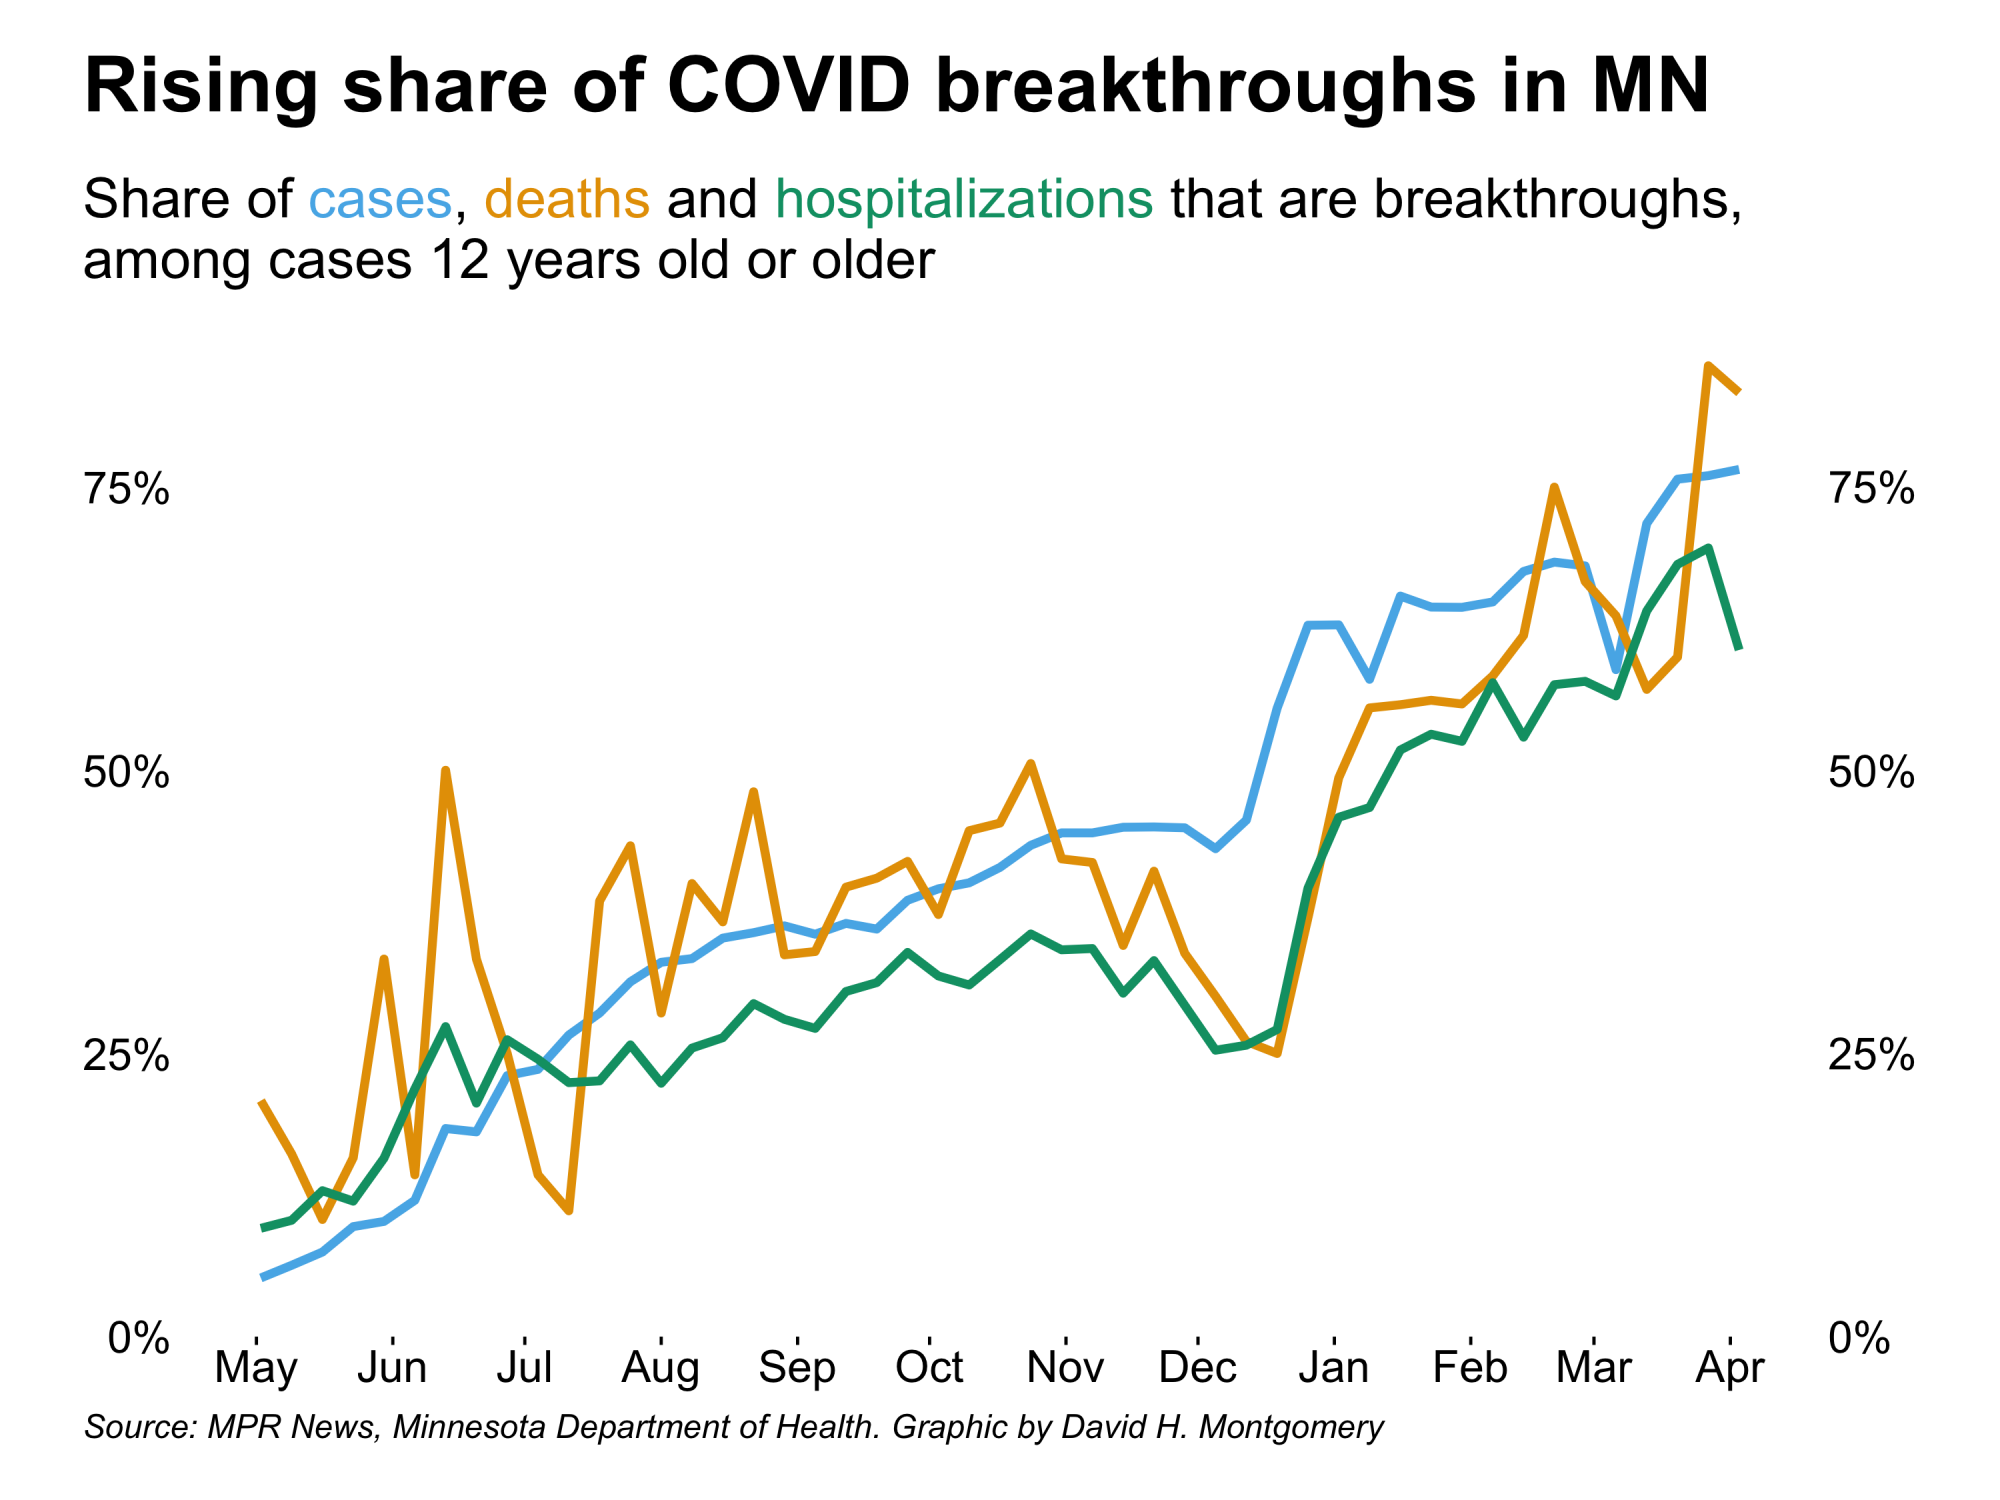 Rising share of COVID breakthroughs in MN
Share of cases, deaths and hospitalizations that are breakthroughs,
among cases 12 years old or older
75% 75%
50% 50%
25% 25%
0% 0%
May Jun Jul Aug Sep Oct Nov Dec Jan Feb Mar Apr
Source: MPR News, Minnesota Department of Health. Graphic by David H. Montgomery